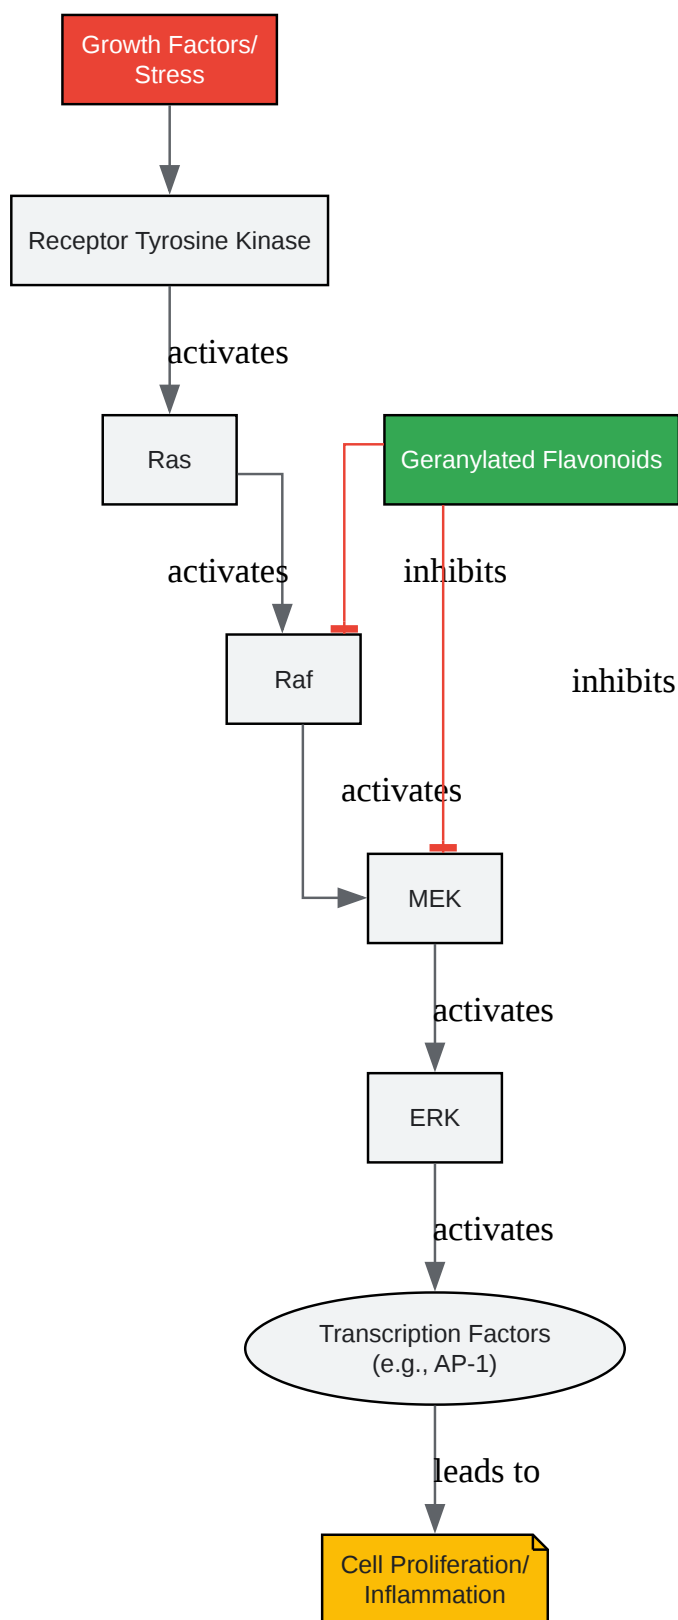 Growth Factors/
Stress
Receptor Tyrosine Kinase
activates
Ras
Geranylated Flavonoids
activates
inhibits
Raf
inhibits
activates
MEK
activates
ERK
activates
Transcription Factors
(e.g., AP-1)
leads to
Cell Proliferation/
Inflammation